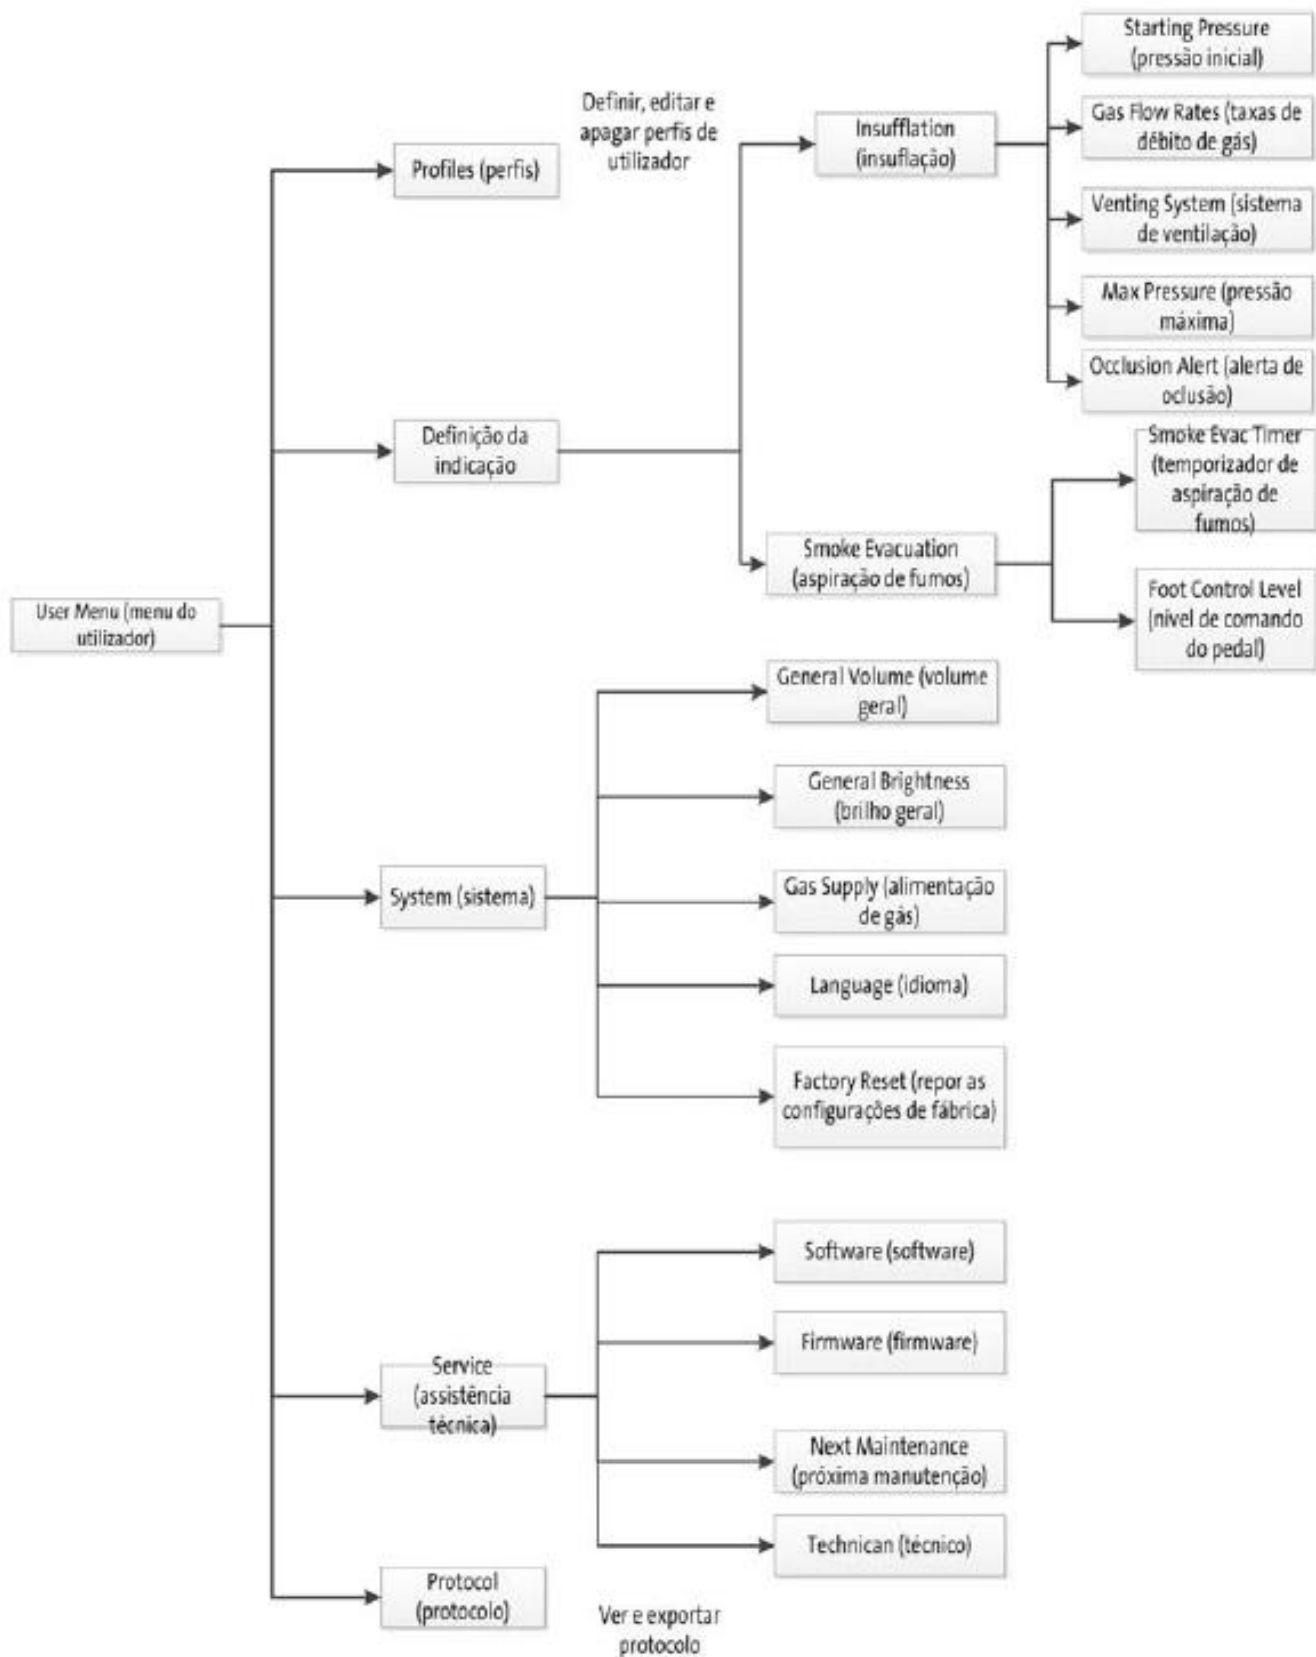 Starting Pressure
(pressão inicial)
Definir, editar e
apagar perfis de
utilizador
Insufflation
(insuflação)
Gas Flow Rates (taxas de
débito de gás)
Profiles (perfis)
Venting System (sistema
de ventilação)
Max Pressure (pressão
máxima)
Occlusion Alert (alerta de
oclusão)
Definição da
indicação
Smoke Evac Timer
(temporizador de
aspiração de
fumos)
Smoke Evacuation
(aspiração de fumos)
Foot Control Level
(nível de comando
do pedal)
User Menu (menu do
utilizador)
General Volume (volume
geral)
General Brightness
(brilho geral)
System (sistema)
Gas Supply (alimentação
de gás)
Language (idioma)
Factory Reset (repor as
configurações de fábrica)
Software (software)
Firmware (firmware)
Service
(assistência
técnica)
Next Maintenance
(próxima manutenção)
Technican (técnico)
Protocol
(protocolo)
Ver e exportar
protocolo